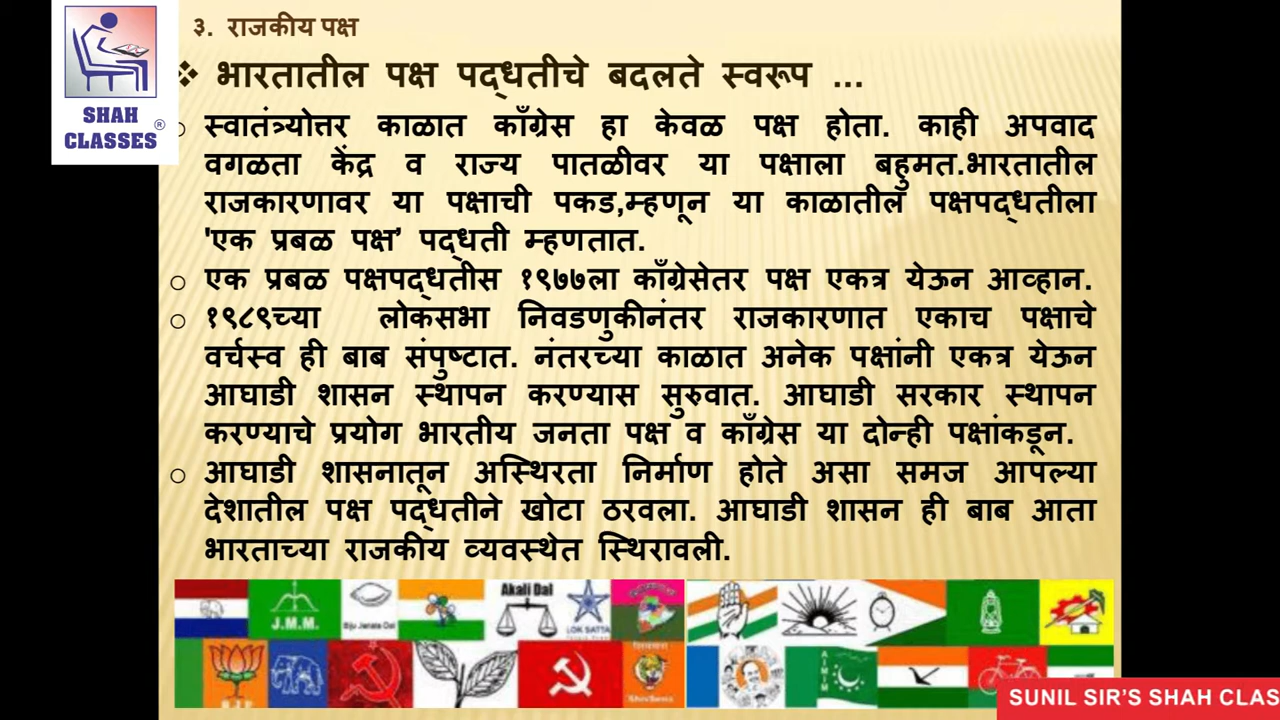 SHAH
CLASSES®
३. राजकीय पक्ष
❖ भारतातील पक्ष पद्धतीचे बदलते स्वरूप ...
○ स्वातंत्र्योत्तर काळात काँग्रेस हा केवळ पक्ष होता. काही अपवाद
वगळता केंद्र व राज्य पातळीवर या पक्षाला बहुमत.भारतातील
राजकारणावर या पक्षाची पकड,म्हणून या काळातील पक्षपद्धतीला
'एक प्रबळ पक्ष’ पद्धती म्हणतात.
○ एक प्रबळ पक्षपद्धतीस १९७७ला काँग्रेसेतर पक्ष एकत्र येऊन आव्हान.
○ १९८९च्या लोकसभा निवडणुकीनंतर राजकारणात एकाच पक्षाचे
वर्चस्व ही बाब संपुष्टात. नंतरच्या काळात अनेक पक्षांनी एकत्र येऊन
आघाडी शासन स्थापन करण्यास सुरुवात. आघाडी सरकार स्थापन
करण्याचे प्रयोग भारतीय जनता पक्ष व काँग्रेस या दोन्ही पक्षांकडून.
○ आघाडी शासनातून अस्थिरता निर्माण होते असा समज आपल्या
देशातील पक्ष पद्धतीने खोटा ठरवला. आघाडी शासन ही बाब आता
भारताच्या राजकीय व्यवस्थेत स्थिरावली.
J.M.M.
Biju Janata Dal
Akali Dal
LOK SATTA
B J P
A I M I M
SUNIL SIR'S SHAH CLAS